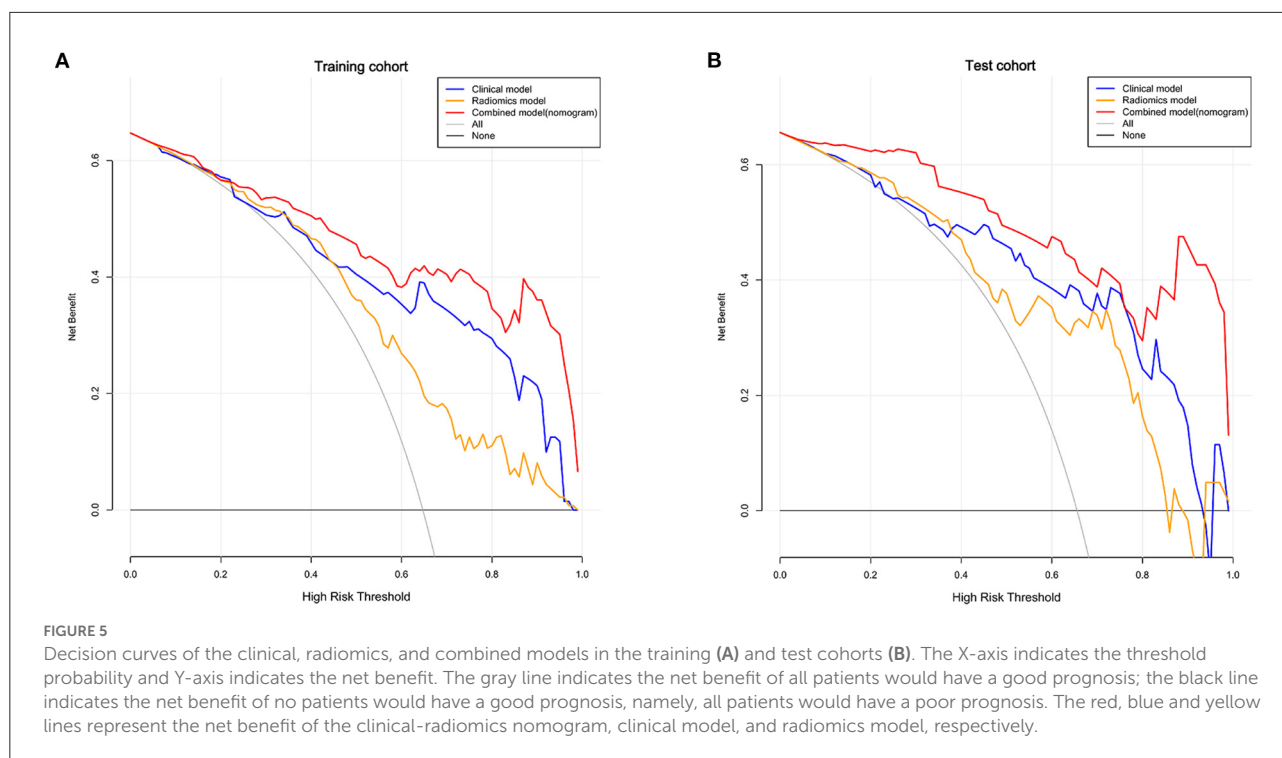 A
Training cohort
Clinical model
Radiomics model
Combined model(nomogram)
All
None
Net Benefit
0.0
0.2
0.4
0.6
0.0
0.2
0.4
0.6
0.8
1.0
High Risk Threshold
B
Test cohort
Clinical model
Radiomics model
Combined model(nomogram)
All
None
Net Benefit
0.0
0.2
0.4
0.6
0.0
0.2
0.4
0.6
0.8
1.0
High Risk Threshold
FIGURE 5
Decision curves of the clinical, radiomics, and combined models in the training (A) and test cohorts (B). The X-axis indicates the threshold
probability and Y-axis indicates the net benefit. The gray line indicates the net benefit of all patients would have a good prognosis; the black line
indicates the net benefit of no patients would have a good prognosis, namely, all patients would have a poor prognosis. The red, blue and yellow
lines represent the net benefit of the clinical-radiomics nomogram, clinical model, and radiomics model, respectively.